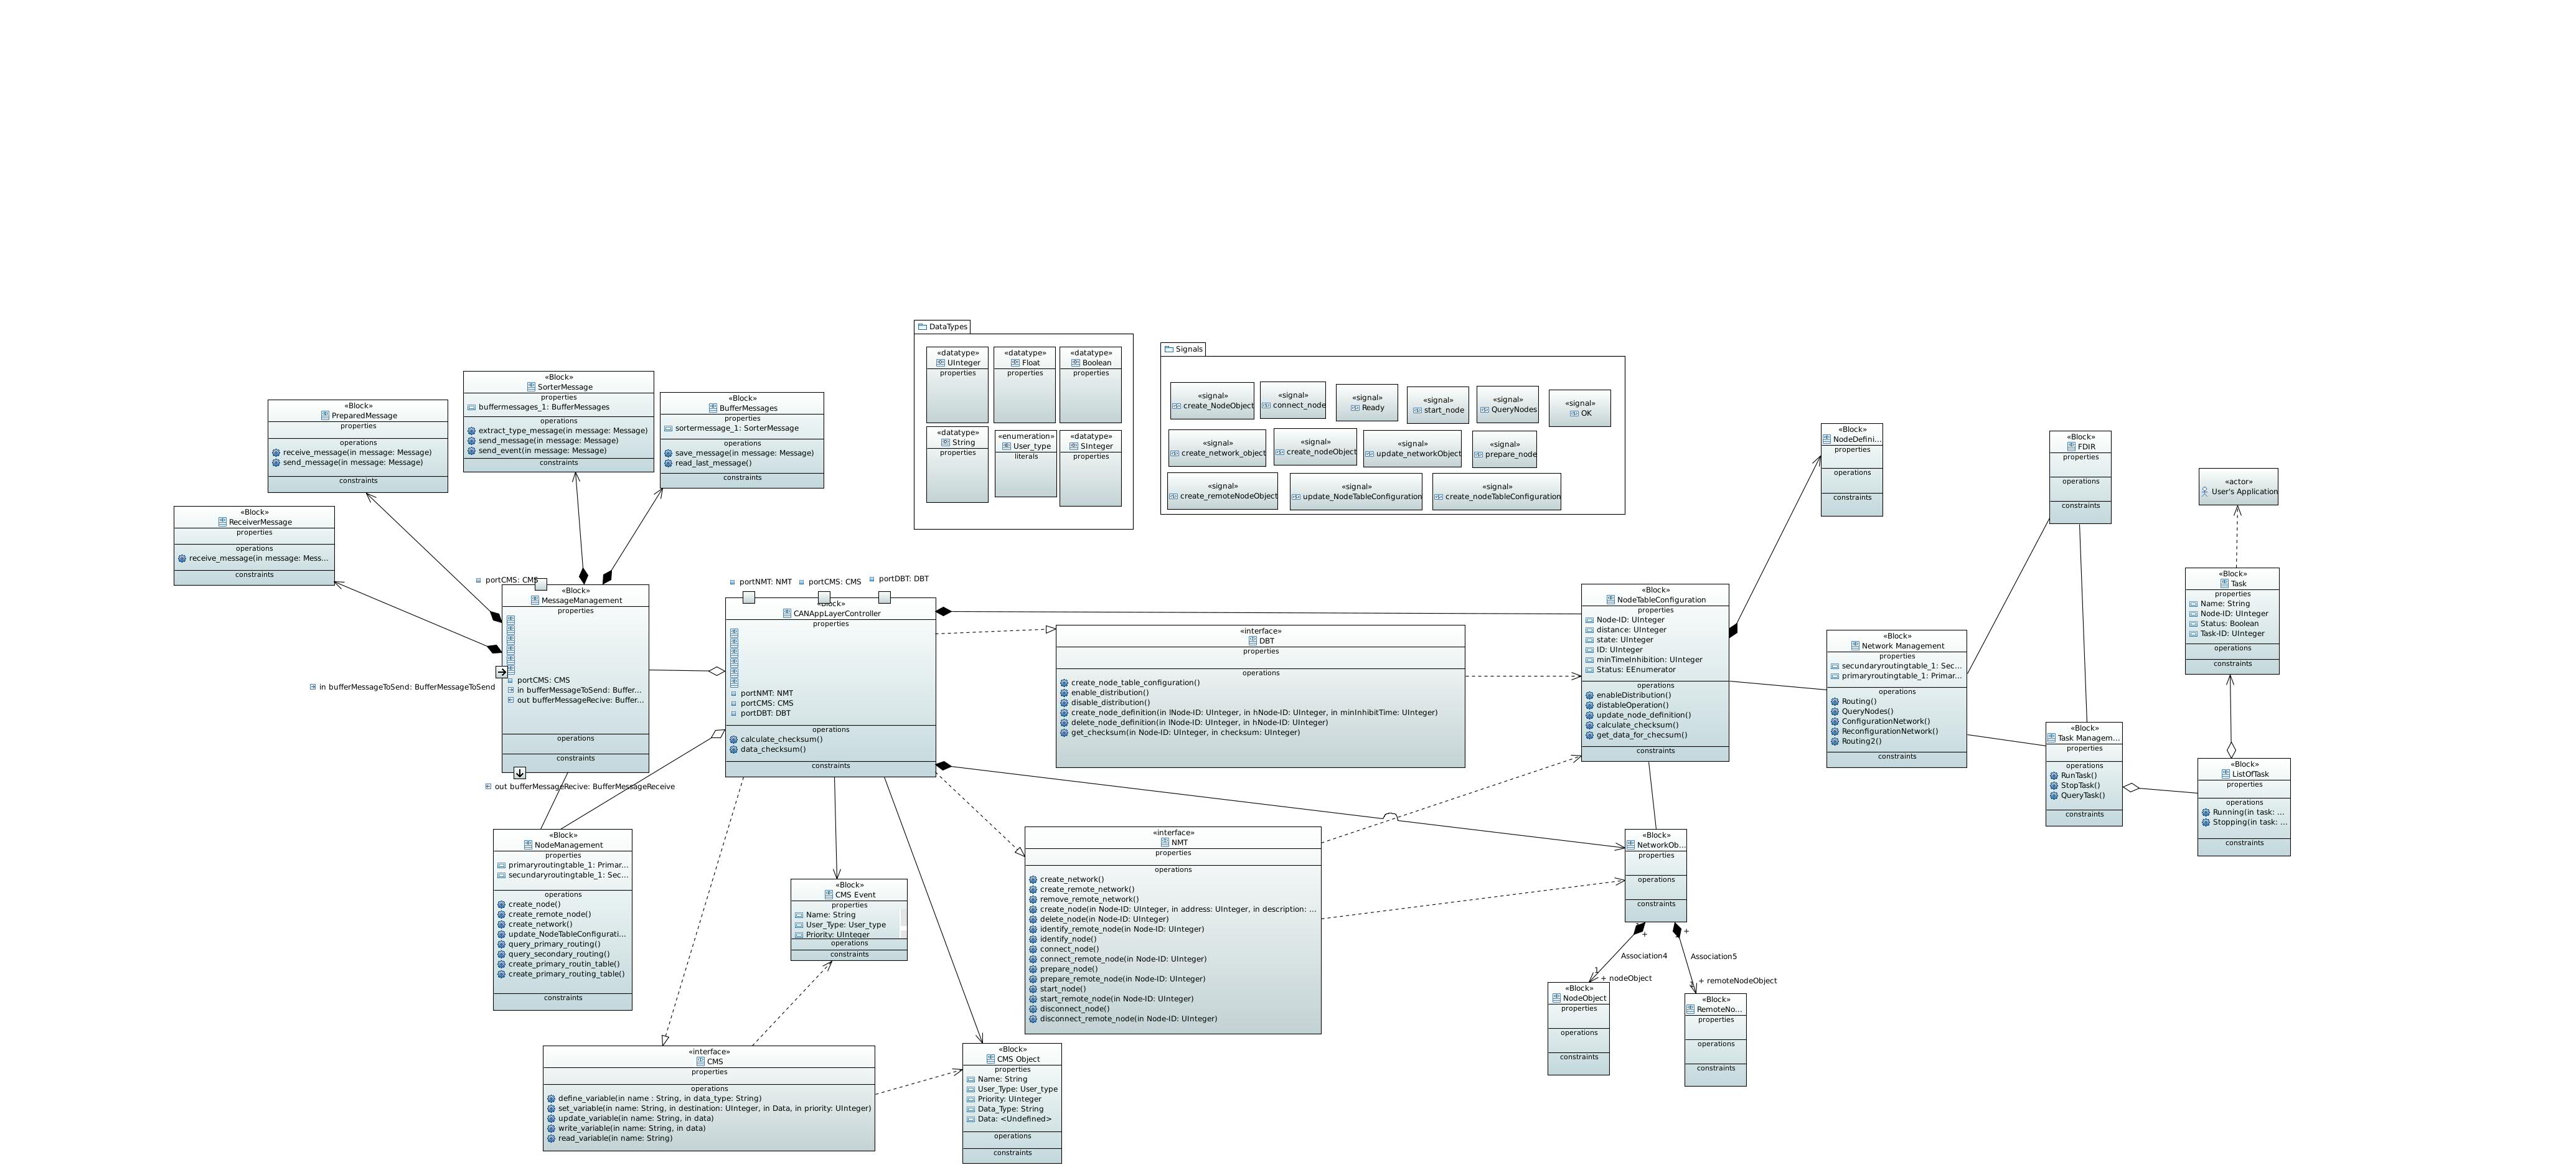 DataTypes
«datatype»
UInteger
properties
«datatype»
Float
properties
«datatype»
Boolean
properties
«datatype»
String
properties
«enumeration»
User_type
literals
«datatype»
SInteger
properties
Signals
«signal»
create_NodeObject
«signal»
connect_node
«signal»
Ready
«signal»
start_node
«signal»
QueryNodes
«signal»
OK
«signal»
create_network_object
«signal»
create_nodeObject
«signal»
update_networkObject
«signal»
prepare_node
«signal»
create_remoteNodeObject
«signal»
update_NodeTableConfiguration
«signal»
create_nodeTableConfiguration
«Block»
SorterMessage
properties
buffermessages_1: BufferMessages
operations
extract_type_message(in message: Message)
send_message(in message: Message)
send_event(in message: Message)
constraints
«Block»
BufferMessages
properties
sortermessage_1: SorterMessage
operations
save_message(in message: Message)
read_last_message()
constraints
«Block»
PreparedMessage
properties
operations
receive_message(in message: Message)
send_message(in message: Message)
constraints
«Block»
ReceiverMessage
properties
operations
receive_message(in message: Mess...
constraints
portCMS: CMS
«Block»
MessageManagement
properties
portCMS: CMS
in bufferMessageToSend: Buffer...
out bufferMessageRecive: Buffer...
operations
constraints
in bufferMessageToSend: BufferMessageToSend
out bufferMessageRecive: BufferMessageReceive
portNMT: NMT
portCMS: CMS
portDBT: DBT
«Block»
CANAppLayerController
properties
portNMT: NMT
portCMS: CMS
portDBT: DBT
operations
calculate_checksum()
data_checksum()
constraints
«interface»
DBT
properties
operations
create_node_table_configuration()
enable_distribution()
disable_distribution()
create_node_definition(in lNode-ID: UInteger, in hNode-ID: UInteger, in minInhibitTime: UInteger)
delete_node_definition(in lNode-ID: UInteger, in hNode-ID: UInteger)
get_checksum(in Node-ID: UInteger, in checksum: UInteger)
«Block»
NodeTableConfiguration
properties
Node-ID: UInteger
distance: UInteger
state: UInteger
ID: UInteger
minTimeInhibition: UInteger
Status: EEnumerator
operations
enableDistribution()
distableOperation()
update_node_definition()
calculate_checksum()
get_data_for_checsum()
constraints
«Block»
NodeDefini...
properties
operations
constraints
«Block»
FDIR
properties
operations
constraints
«actor»
User's Application
«Block»
Task
properties
Name: String
Node-ID: UInteger
Status: Boolean
Task-ID: UInteger
operations
constraints
«Block»
Network Management
properties
secundaryroutingtable_1: Sec...
primaryroutingtable_1: Primar...
operations
Routing()
QueryNodes()
ConfigurationNetwork()
ReconfigurationNetwork()
Routing2()
constraints
«Block»
Task Managem...
properties
operations
RunTask()
StopTask()
QueryTask()
constraints
«Block»
ListOfTask
properties
operations
Running(in task: ...
Stopping(in task: ...
constraints
«Block»
NodeManagement
properties
primaryroutingtable_1: Primar...
secundaryroutingtable_1: Sec...
operations
create_node()
create_remote_node()
create_network()
update_NodeTableConfigurati...
query_primary_routing()
query_secondary_routing()
create_primary_routin_table()
create_primary_routing_table()
constraints
«Block»
CMS Event
properties
Name: String
User_Type: User_type
Priority: UInteger
operations
constraints
«interface»
NMT
properties
operations
create_network()
create_remote_network()
remove_remote_network()
create_node(in Node-ID: UInteger, in address: UInteger, in description: ...
delete_node(in Node-ID: UInteger)
identify_remote_node(in Node-ID: UInteger)
identify_node()
connect_node()
connect_remote_node(in Node-ID: UInteger)
prepare_node()
prepare_remote_node(in Node-ID: UInteger)
start_node()
start_remote_node(in Node-ID: UInteger)
disconnect_node()
disconnect_remote_node(in Node-ID: UInteger)
«Block»
NetworkOb...
properties
operations
constraints
+
+
Association4
Association5
1
+ nodeObject
+ remoteNodeObject
«Block»
NodeObject
properties
operations
constraints
«Block»
RemoteNo...
properties
operations
constraints
«interface»
CMS
properties
operations
define_variable(in name : String, in data_type: String)
set_variable(in name: String, in destination: UInteger, in Data, in priority: UInteger)
update_variable(in name: String, in data)
write_variable(in name: String, in data)
read_variable(in name: String)
«Block»
CMS Object
properties
Name: String
User_Type: User_type
Priority: UInteger
Data_Type: String
Data: <Undefined>
operations
constraints